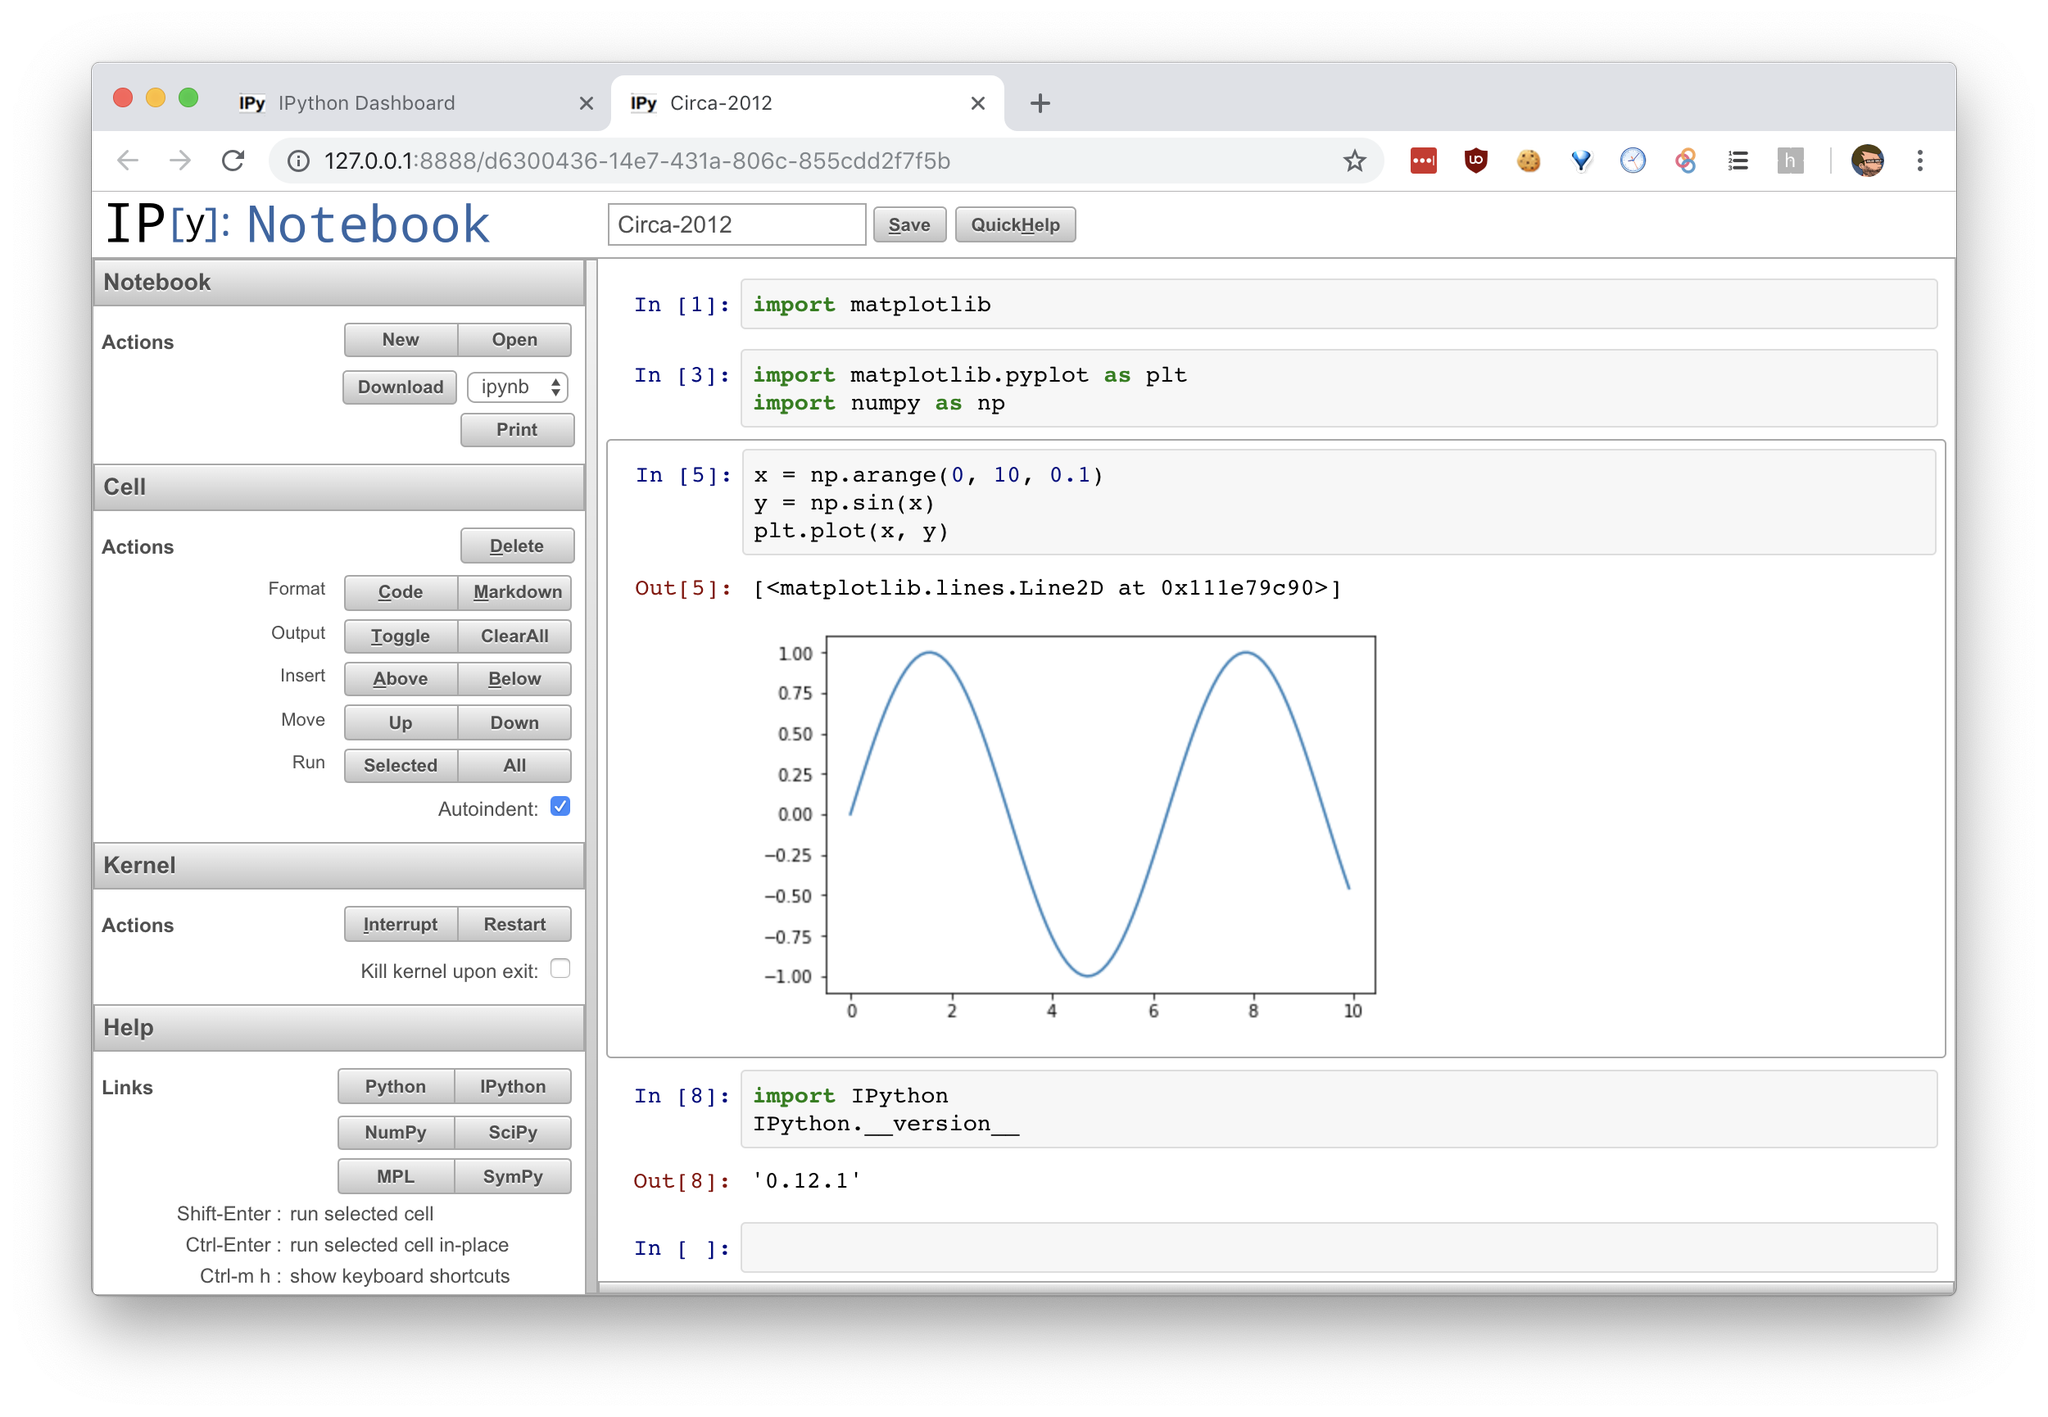 IPy IPython Dashboard
IPy Circa-2012
127.0.0.1:8888/d6300436-14e7-431a-806c-855cdd2f7f5b
h
IP[y]: Notebook
Circa-2012
Save
QuickHelp
Notebook
Actions
New Open
Download ipynb
Print
Cell
Actions
Delete
Format Code Markdown
Output Toggle ClearAll
Insert Above Below
Move Up Down
Run Selected All
Autoindent:
Kernel
Actions
Interrupt Restart
Kill kernel upon exit:
Help
Links
Python IPython
NumPy SciPy
MPL SymPy
Shift-Enter : run selected cell
Ctrl-Enter : run selected cell in-place
Ctrl-m h : show keyboard shortcuts
In [1]: import matplotlib
In [3]: import matplotlib.pyplot as plt
import numpy as np
In [5]: x = np.arange(0, 10, 0.1)
y = np.sin(x)
plt.plot(x, y)
Out[5]: [<matplotlib.lines.Line2D at 0x111e79c90>]
1.00
0.75
0.50
0.25
0.00
−0.25
−0.50
−0.75
−1.00
0 2 4 6 8 10
In [8]: import IPython
IPython.__version__
Out[8]: '0.12.1'
In [ ]: